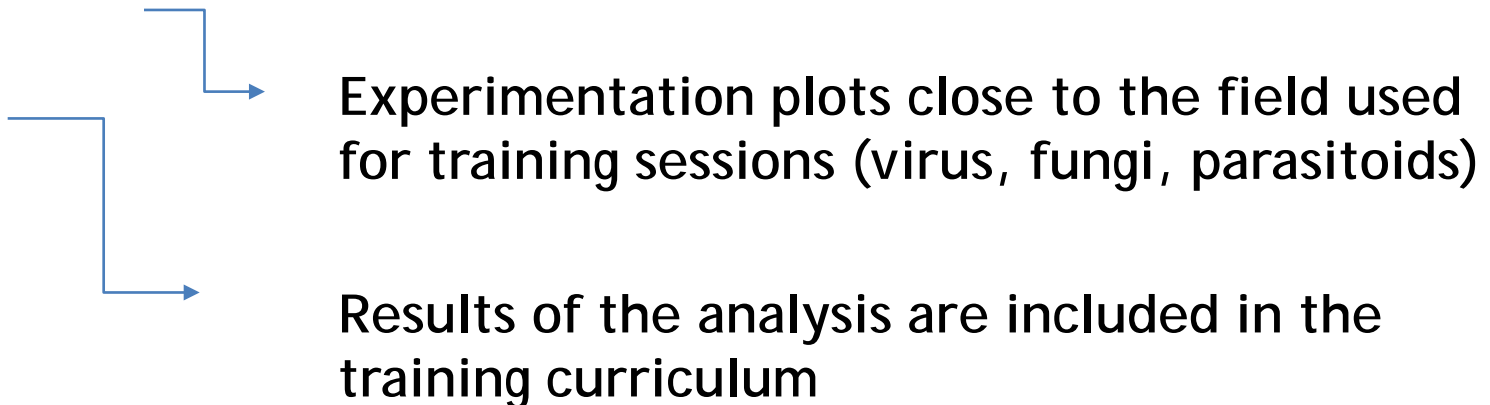 Experimentation plots close to the field used
for training sessions (virus, fungi, parasitoids)
Results of the analysis are included in the
training curriculum